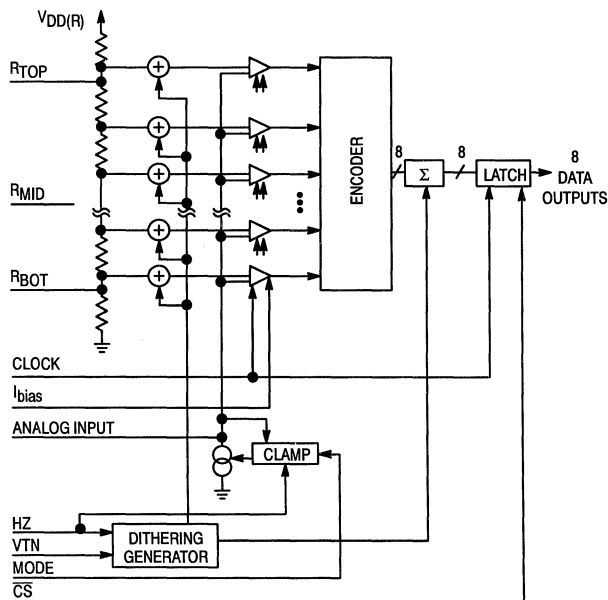 VDD(R)
RTOP
RMID
RBOT
ENCODER
8
Σ
8
LATCH
8
DATA
OUTPUTS
CLOCK
Ibias
ANALOG INPUT
CLAMP
HZ
VTN
MODE
CS
DITHERING
GENERATOR